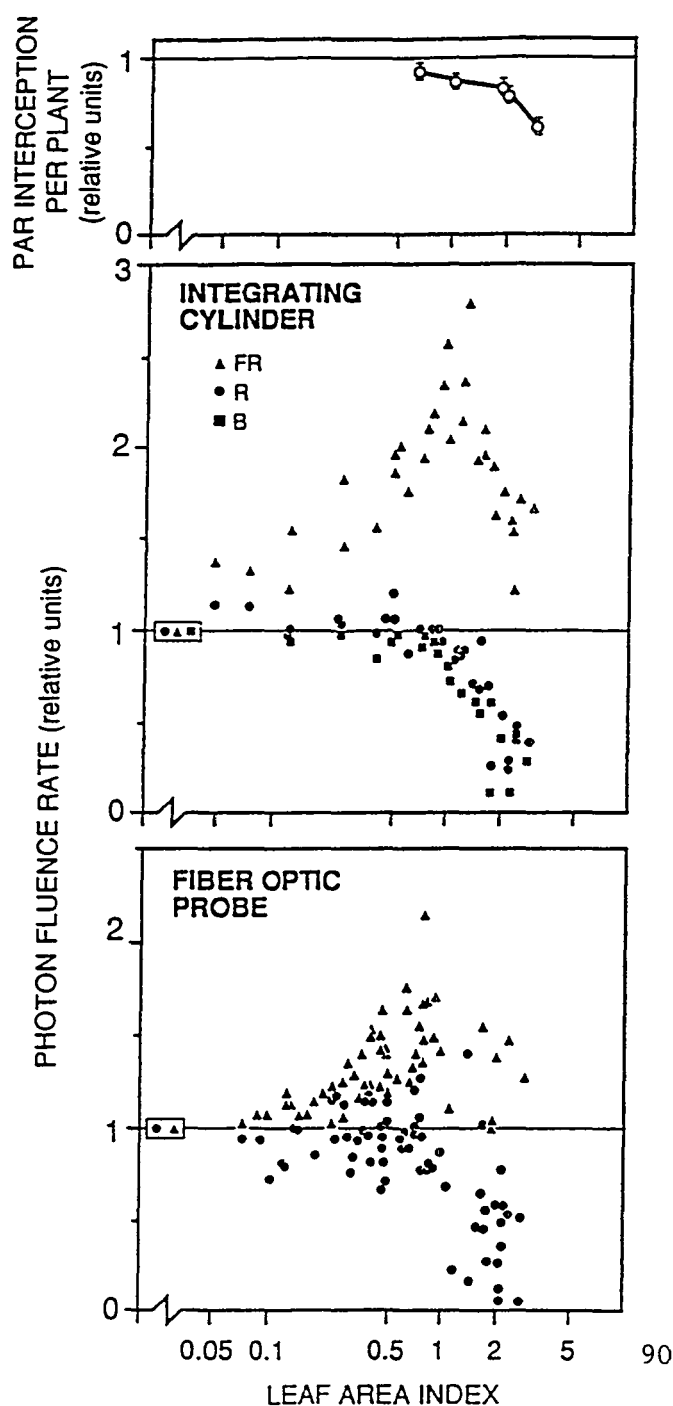 PAR INTERCEPTION
PER PLANT
(relative units)
1
0
3
INTEGRATING
CYLINDER
FR
R
B
2
1
0
PHOTON FLUENCE RATE (relative units)
FIBER OPTIC
PROBE
2
1
0
0.05 0.1 0.5 1 2 5
90
LEAF AREA INDEX